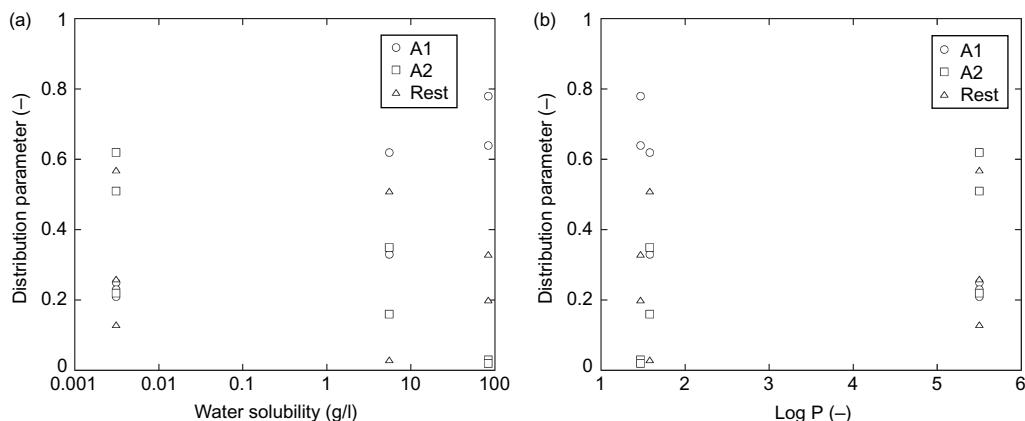 (a)
1
0.8
0.6
0.4
0.2
0
Distribution parameter (–)
A1
A2
Rest
0.001 0.01 0.1 1 10 100
Water solubility (g/l)
(b)
1
0.8
0.6
0.4
0.2
0
Distribution parameter (–)
A1
A2
Rest
1 2 3 4 5 6
Log P (–)